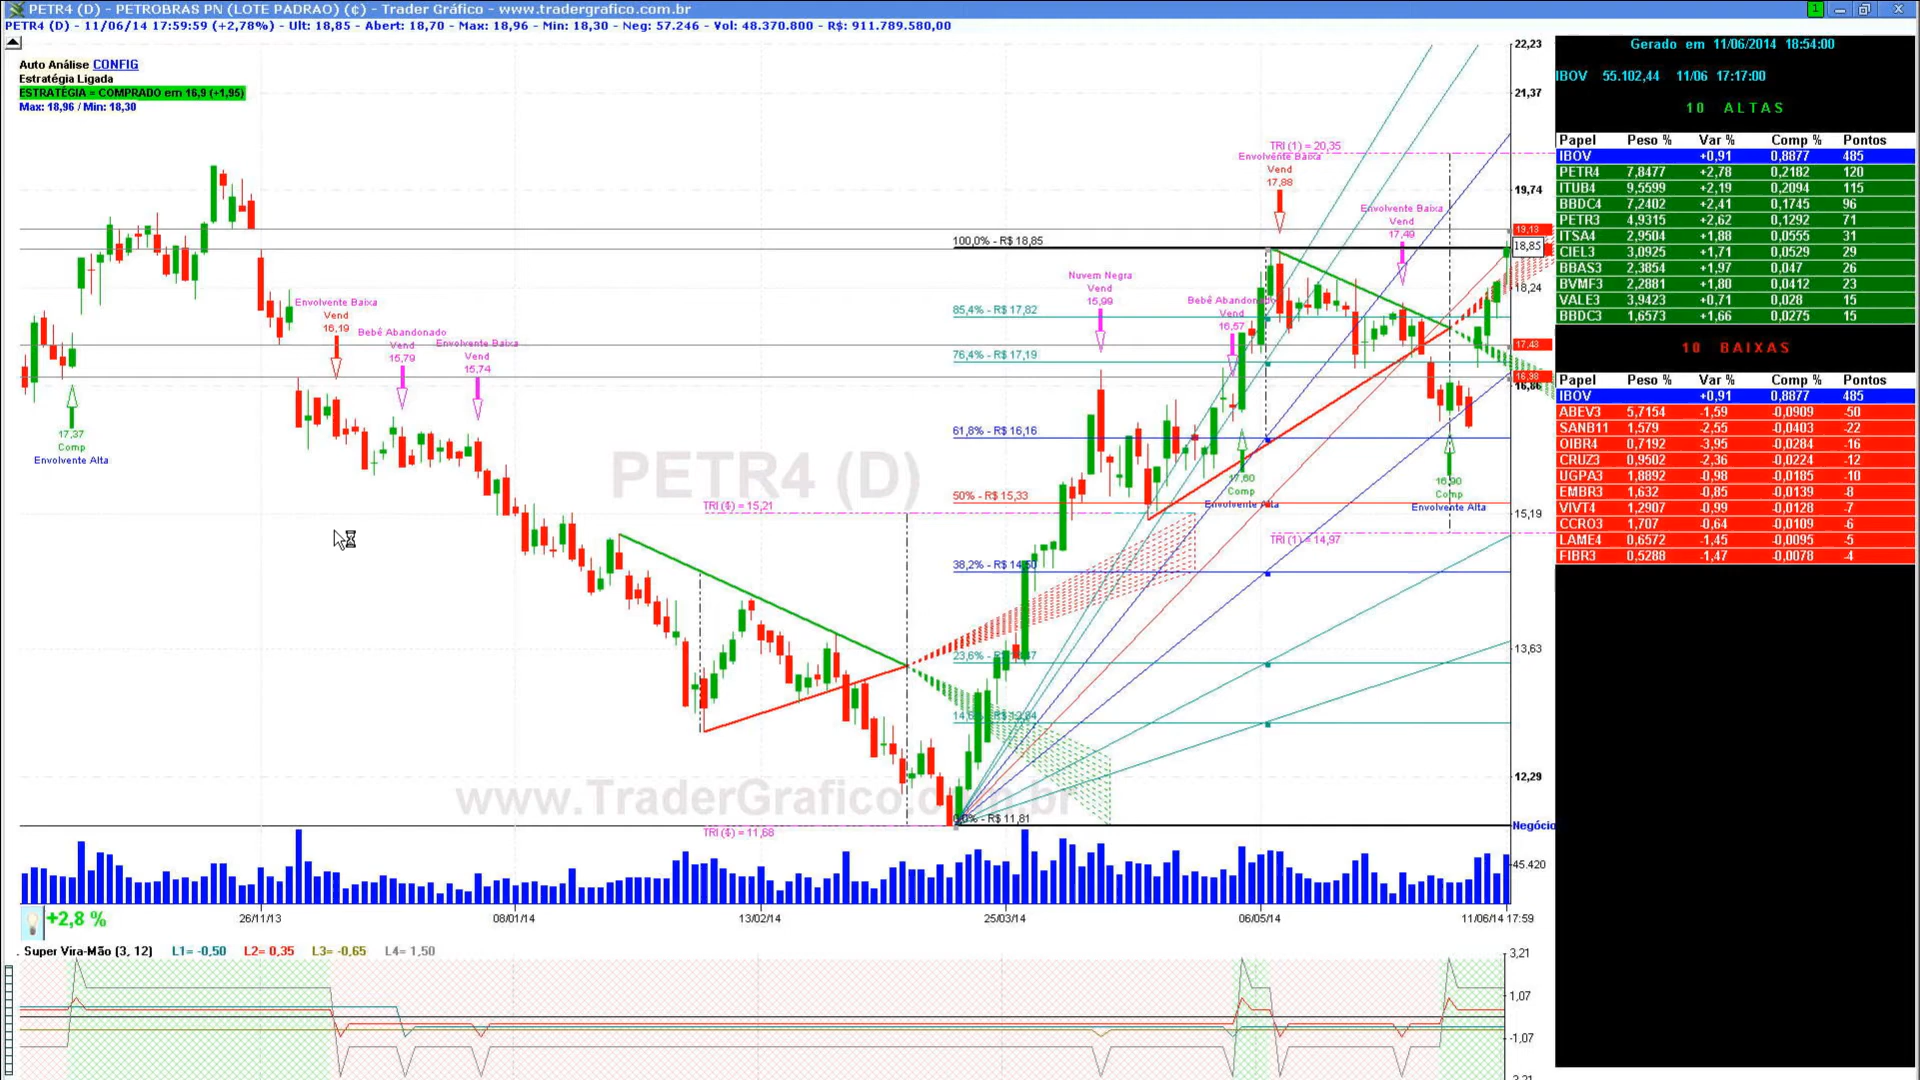 PETR4 (D) - PETROBRAS PN (LOTE PADRAO) (¢) - Trader Gráfico - www.tradergrafico.com.br
1
PETR4 (D) - 11/06/14 17:59:59 (+2,78%) - Ult: 18,85 - Abert: 18,70 - Max: 18,96 - Min: 18,30 - Neg: 57.246 - Vol: 48.370.800 - R$: 911.789.580,00
Auto Análise CONFIG
Estratégia Ligada
ESTRATÉGIA = COMPRADO em 16,9 (+1,95)
Max: 18,96 / Min: 18,30
22,23
21,37
19,74
19,13
18,85
18,24
17,43
16,38
15,19
13,63
12,29
Negócio
45.420
TRI (1) = 20,35
Envolvente Baixa
Vend
17,88
Envolvente Baixa
Vend
17,49
100,0% - R$ 18,85
Nuvem Negra
Vend
15,99
Bebê Abandonado
Vend
16,57
85,4% - R$ 17,82
76,4% - R$ 17,19
61,8% - R$ 16,16
50% - R$ 15,33
38,2% - R$ 14,50
0,0% - R$ 11,81
Envolvente Baixa
Vend
16,19
Bebê Abandonado
Vend
15,79
Envolvente Baixa
Vend
15,74
17,37
Comp
Envolvente Alta
17,60
Comp
Envolvente Alta
16,90
Comp
Envolvente Alta
TRI (1) = 14,97
PETR4 (D)
15,21
11,68
www.TraderGrafico.com.br
+2,8 %
26/11/13
08/01/14
13/02/14
25/03/14
06/05/14
11/06/14 17:59
. Super Vira-Mão (3, 12) L1= -0,50 L2= 0,35 L3= -0,65 L4= 1,50
3,21
1,07
-1,07
Gerado em 11/06/2014 18:54:00
IBOV 55.102,44 11/06 17:17:00
10 ALTAS
Papel Peso % Var % Comp % Pontos
IBOV +0,91 0,8877 485
PETR4 7,8477 +2,78 0,2182 120
ITUB4 9,5599 +2,19 0,2094 115
BBDC4 7,2402 +2,41 0,1745 96
PETR3 4,9315 +2,62 0,1292 71
ITSA4 2,9504 +1,88 0,0555 31
CIEL3 3,0925 +1,71 0,0529 29
BBAS3 2,3854 +1,97 0,047 26
BVMF3 2,2881 +1,80 0,0412 23
VALE3 3,9423 +0,71 0,028 15
BBDC3 1,6573 +1,66 0,0275 15
10 BAIXAS
Papel Peso % Var % Comp % Pontos
IBOV +0,91 0,8877 485
ABEV3 5,7154 -1,59 -0,0909 -50
SANB11 1,579 -2,55 -0,0403 -22
OIBR4 0,7192 -3,95 -0,0284 -16
CRUZ3 0,9502 -2,36 -0,0224 -12
UGPA3 1,8892 -0,98 -0,0185 -10
EMBR3 1,632 -0,85 -0,0139 -8
VIVT4 1,2907 -0,99 -0,0128 -7
CCRO3 1,707 -0,64 -0,0109 -6
LAME4 0,6572 -1,45 -0,0095 -5
FIBR3 0,5288 -1,47 -0,0078 -4